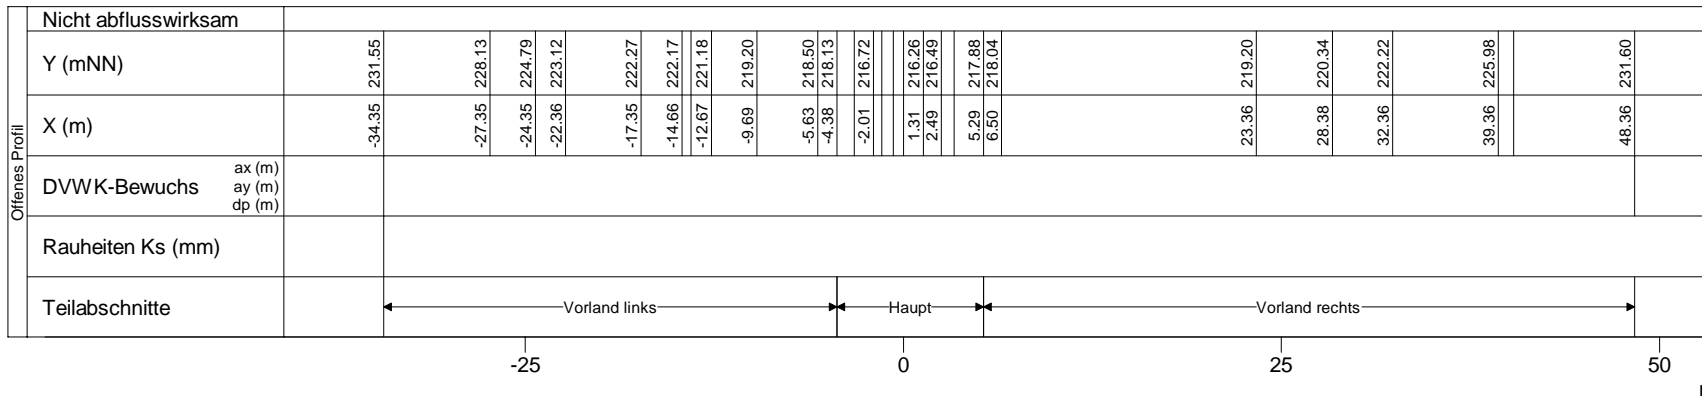 Offenes Profil
Nicht abflusswirksam
Y (mNN) 231.55 228.13 224.79 223.12 222.27 222.17 221.18 219.20 218.50 218.13 216.72 216.26 216.49 217.88 218.04 219.20 220.34 222.22 225.98 231.60
X (m) -34.35 -27.35 -24.35 -22.36 -17.35 -14.66 -12.67 -9.69 -5.63 -4.38 -2.01 1.31 2.49 5.29 6.50 23.36 28.38 32.36 39.36 48.36
DVWK-Bewuchs
ax (m)
ay (m)
dp (m)
Rauheiten Ks (mm)
Teilabschnitte Vorland links Haupt Vorland rechts
-25 0 25 50